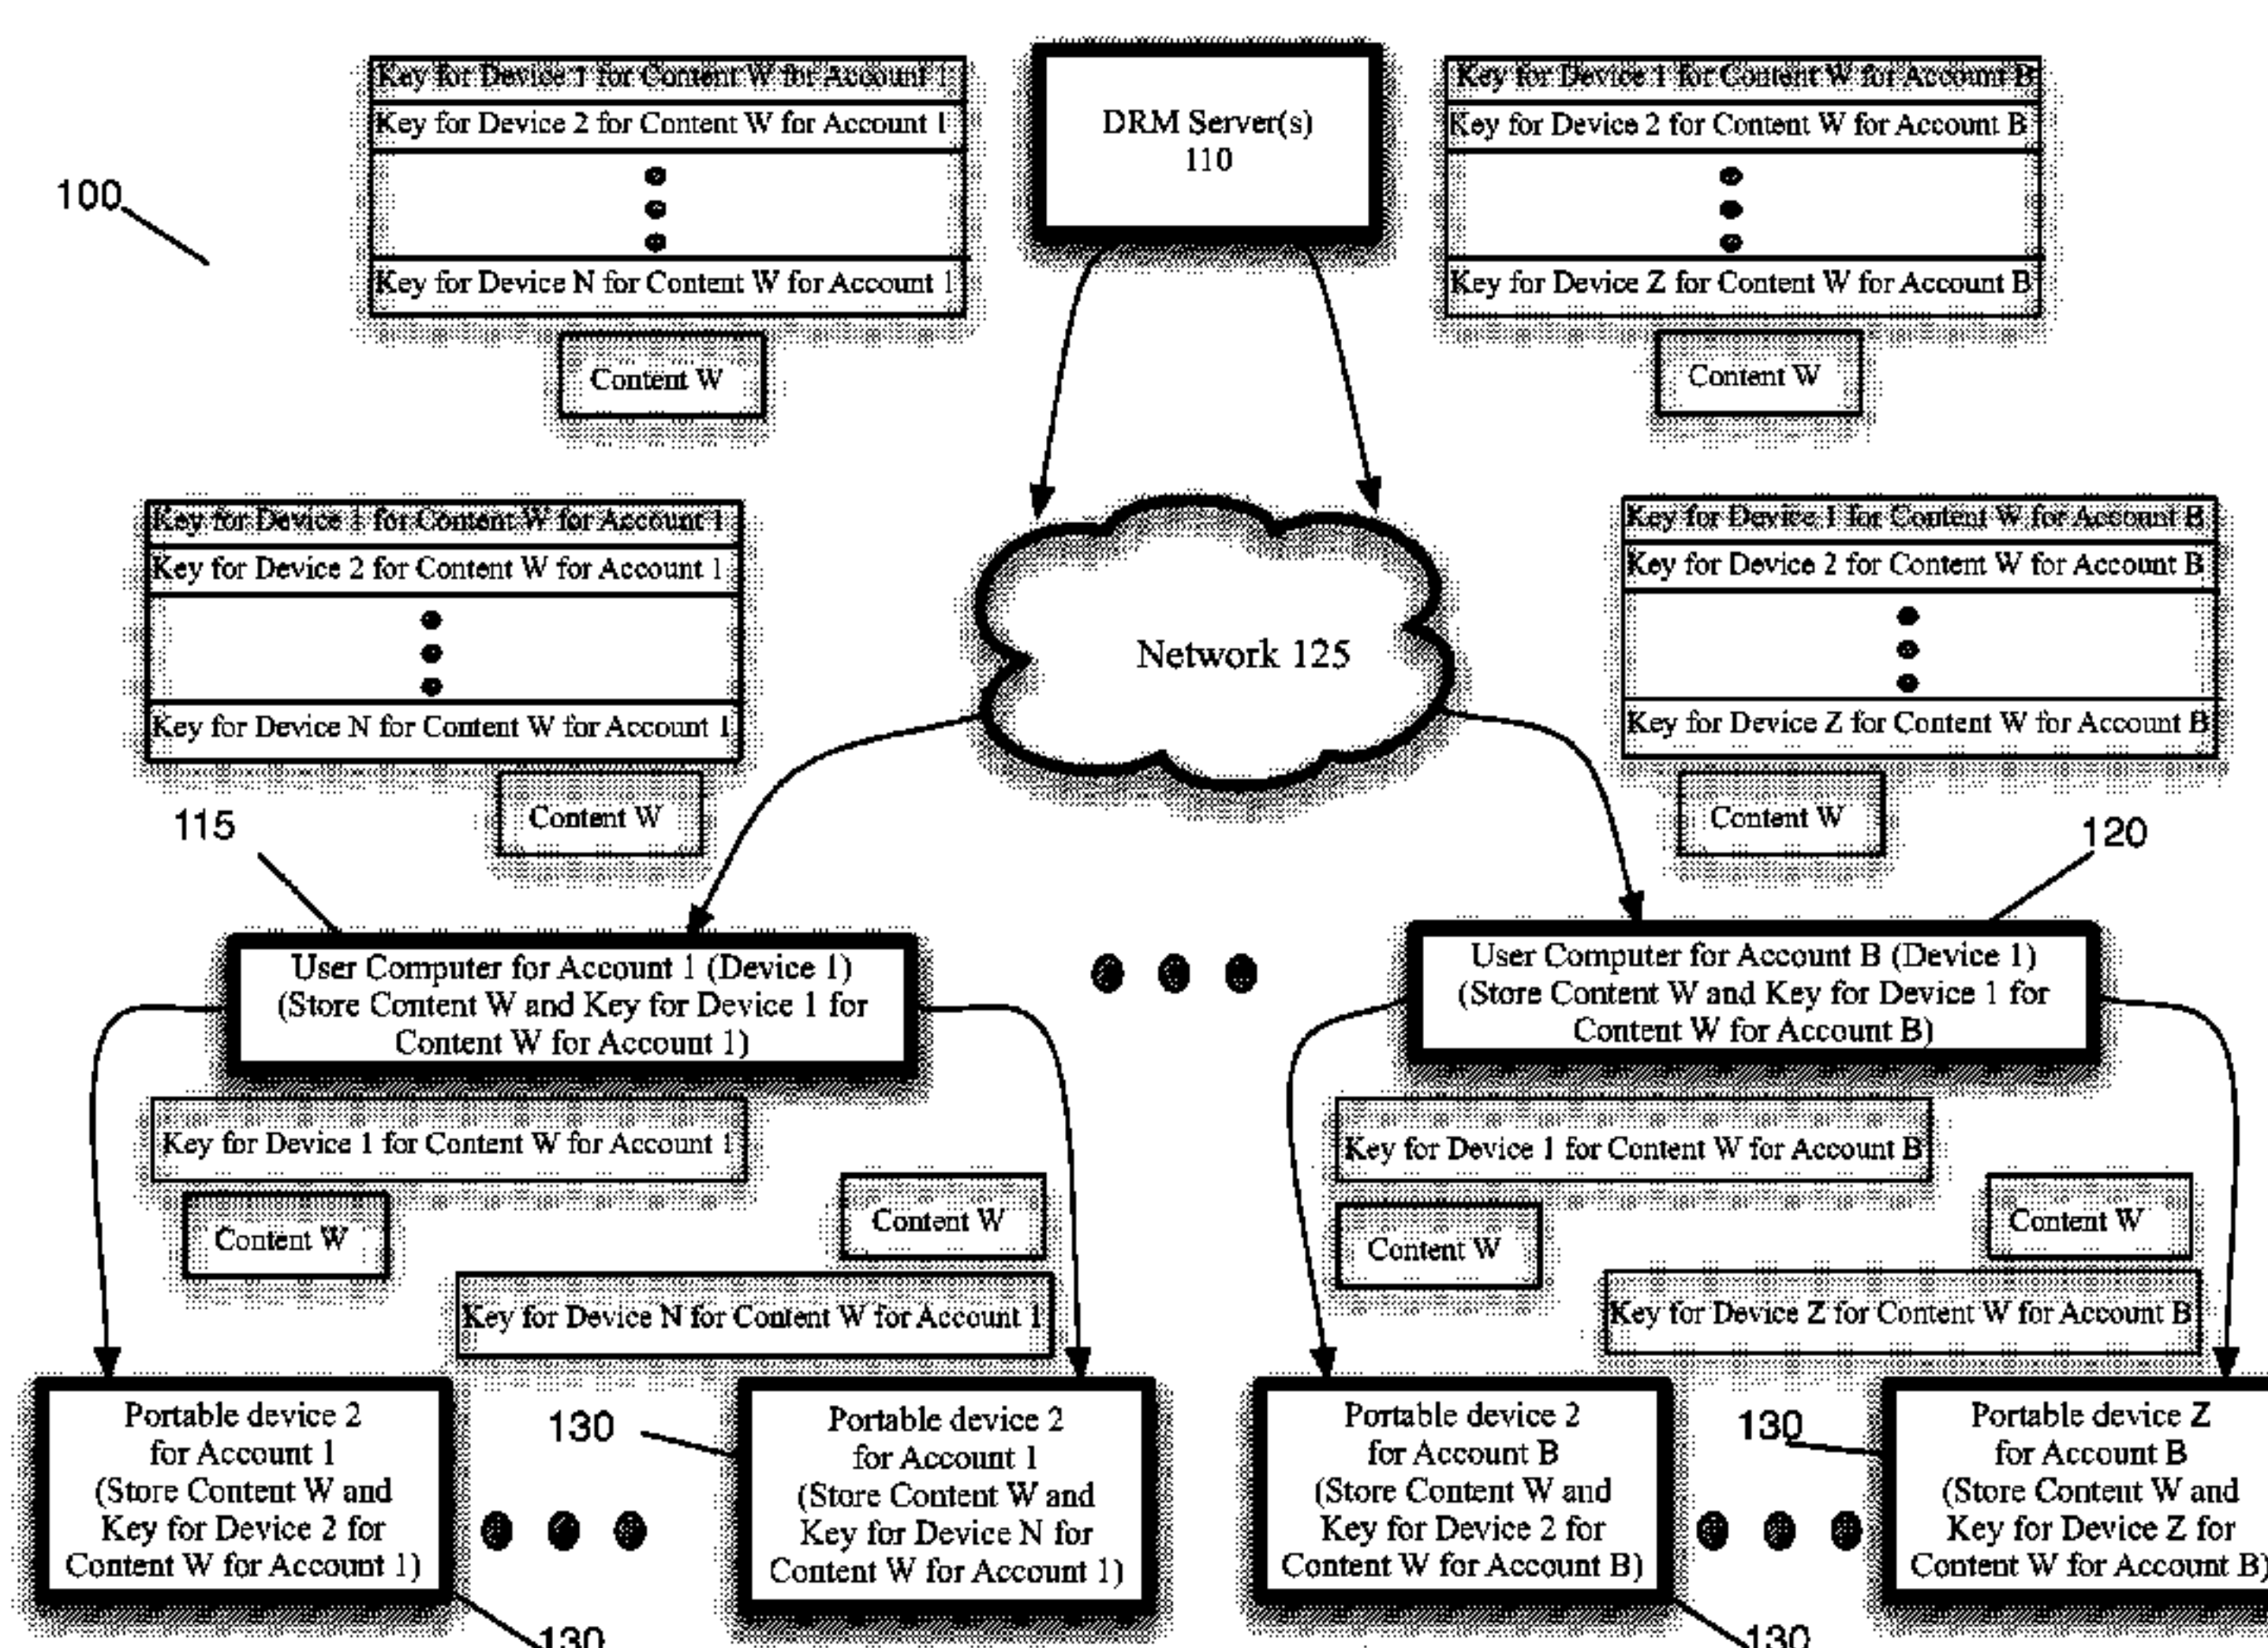 Key for Device 1 for Content W for Account 1
Key for Device 2 for Content W for Account 1
Key for Device N for Content W for Account 1
Content W
DRM Server(s)
110
Key for Device 1 for Content W for Account B
Key for Device 2 for Content W for Account B
Key for Device Z for Content W for Account B
Content W
100
Key for Device 1 for Content W for Account 1
Key for Device 2 for Content W for Account 1
Key for Device N for Content W for Account 1
Content W
115
Network 125
Key for Device 1 for Content W for Account B
Key for Device 2 for Content W for Account B
Key for Device Z for Content W for Account B
Content W
120
User Computer for Account 1 (Device 1)
(Store Content W and Key for Device 1 for
Content W for Account 1)
User Computer for Account B (Device 1)
(Store Content W and Key for Device 1 for
Content W for Account B)
Key for Device 1 for Content W for Account 1
Content W
Content W
Key for Device N for Content W for Account 1
Key for Device 1 for Content W for Account B
Content W
Content W
Key for Device Z for Content W for Account B
Portable device 2
for Account 1
(Store Content W and
Key for Device 2 for
Content W for Account 1)
130
130
Portable device 2
for Account 1
(Store Content W and
Key for Device N for
Content W for Account 1)
Portable device 2
for Account B
(Store Content W and
Key for Device 2 for
Content W for Account B)
130
130
Portable device Z
for Account B
(Store Content W and
Key for Device Z for
Content W for Account B)